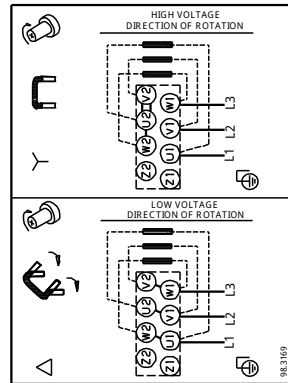 HIGH VOLTAGE
DIRECTION OF ROTATION
V2 W1 L3
U2 V1 L2
W2 U1 L1
Z2 Z1
LOW VOLTAGE
DIRECTION OF ROTATION
V2 W1 L3
U2 V1 L2
W2 U1 L1
Z2 Z1
98.3169